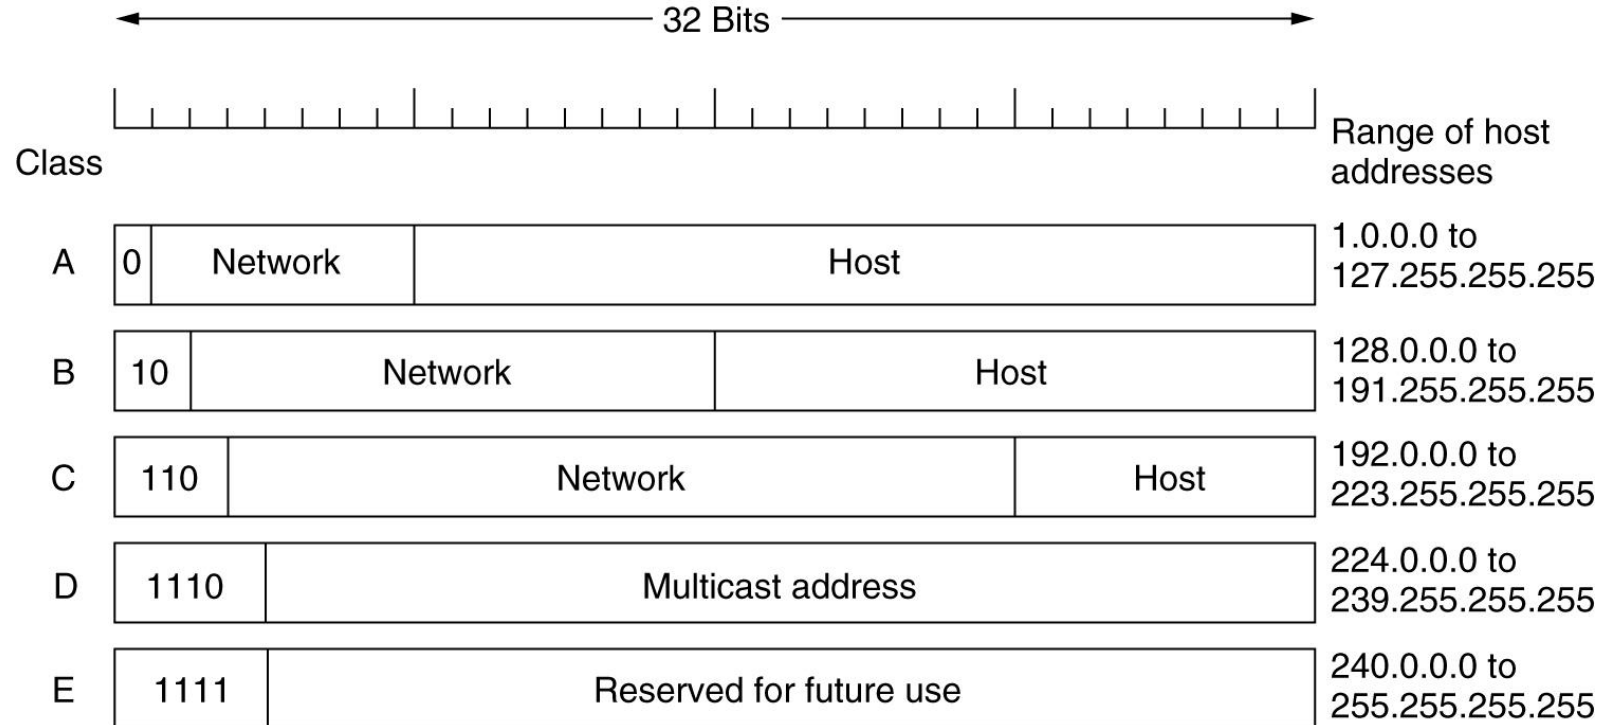 32 Bits
Range of host
addresses
Class
A
0
Network
Host
1.0.0.0 to
127.255.255.255
B
10
Network
Host
128.0.0.0 to
191.255.255.255
C
110
Network
Host
192.0.0.0 to
223.255.255.255
D
1110
Multicast address
224.0.0.0 to
239.255.255.255
E
1111
Reserved for future use
240.0.0.0 to
255.255.255.255